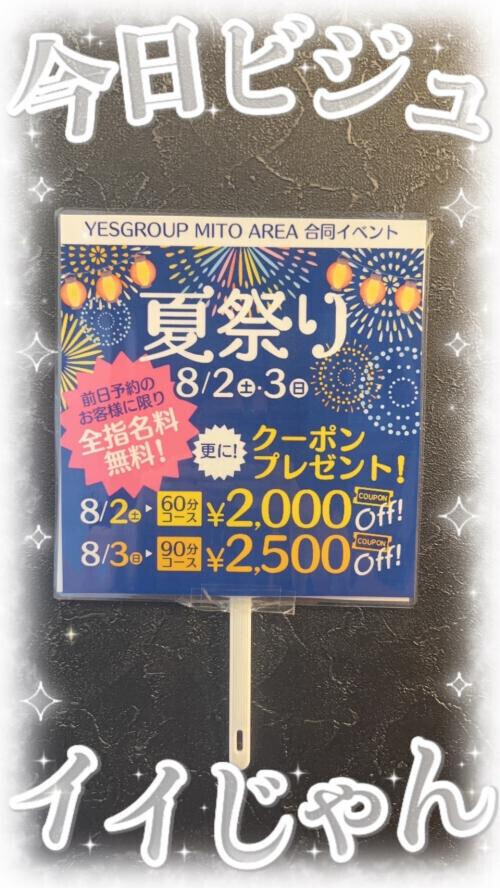 今日ビジュ
YESGROUP MITO AREA 合同イベント
夏祭り
8/2土・3日
前日予約の
お客様に限り
全指名料
無料!
更に!
クーポン
プレゼント!
8/2土 60分
コース ¥2,000 COUPON Off!
8/3日 90分
コース ¥2,500 COUPON Off!
イイじゃん